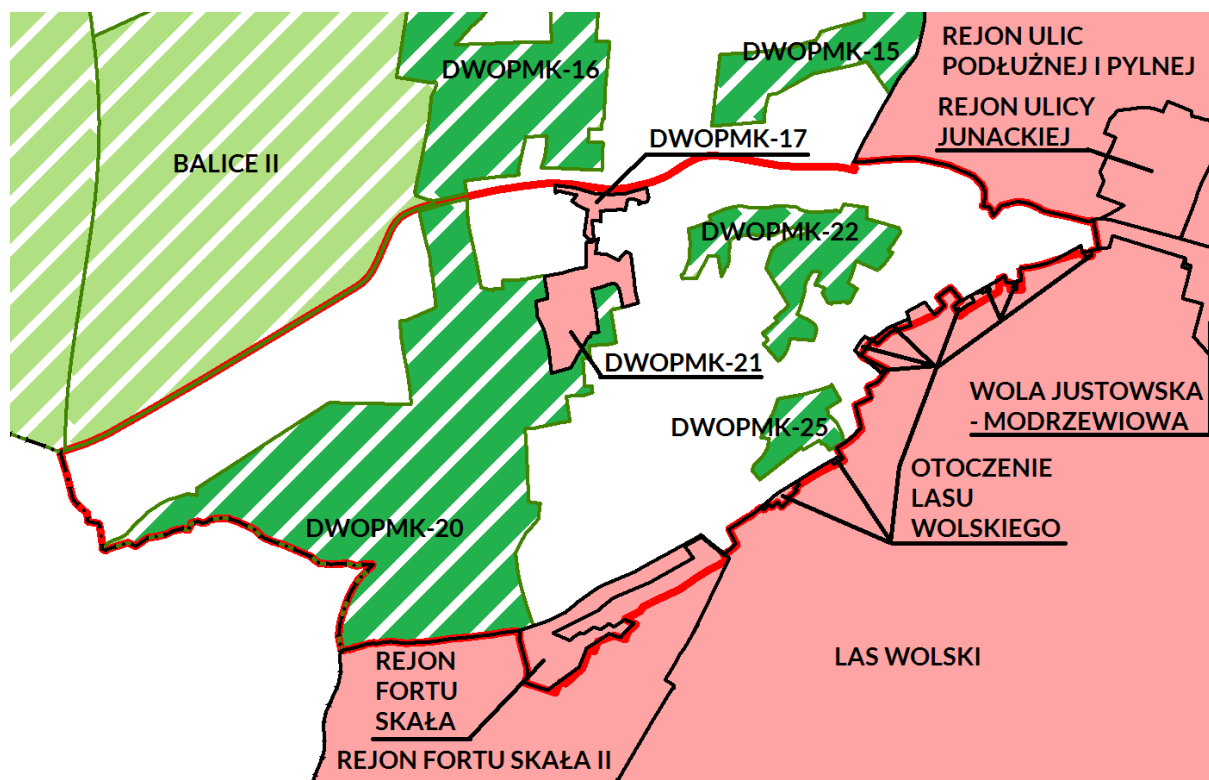 REJON ULIC
PODŁUŻNEJ I PYLNEJ
DWOPMK-15
DWOPMK-16
REJON ULICY
JUNACKIEJ
DWOPMK-17
BALICE II
DWOPMK-22
DWOPMK-21
WOLA JUSTOWSKA
- MODRZEWIOWA
DWOPMK-25
OTOCZENIE
LASU
WOLSKIEGO
DWOPMK-20
LAS WOLSKI
REJON
FORTU
SKAŁA
REJON FORTU SKAŁA II